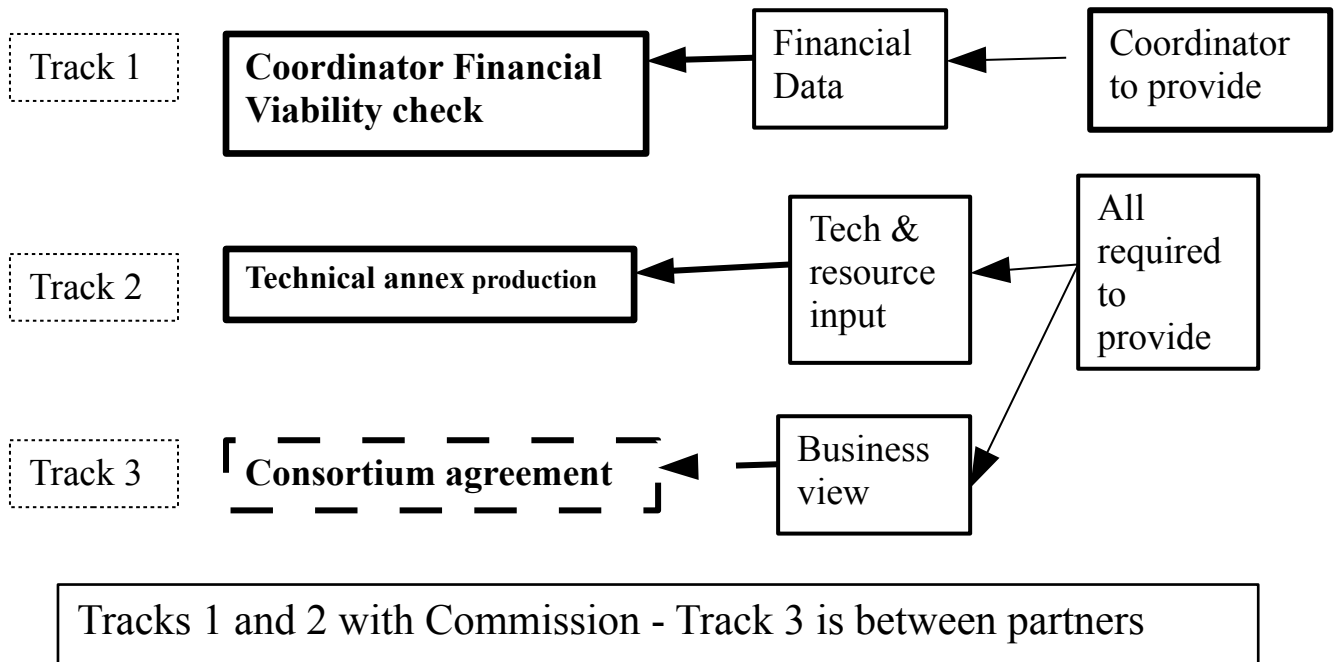 Track 1
Coordinator Financial
Viability check
Financial
Data
Coordinator
to provide
Track 2
Technical annex production
Tech &
resource
input
All
required
to
provide
Track 3
Consortium agreement
Business
view
Tracks 1 and 2 with Commission - Track 3 is between partners